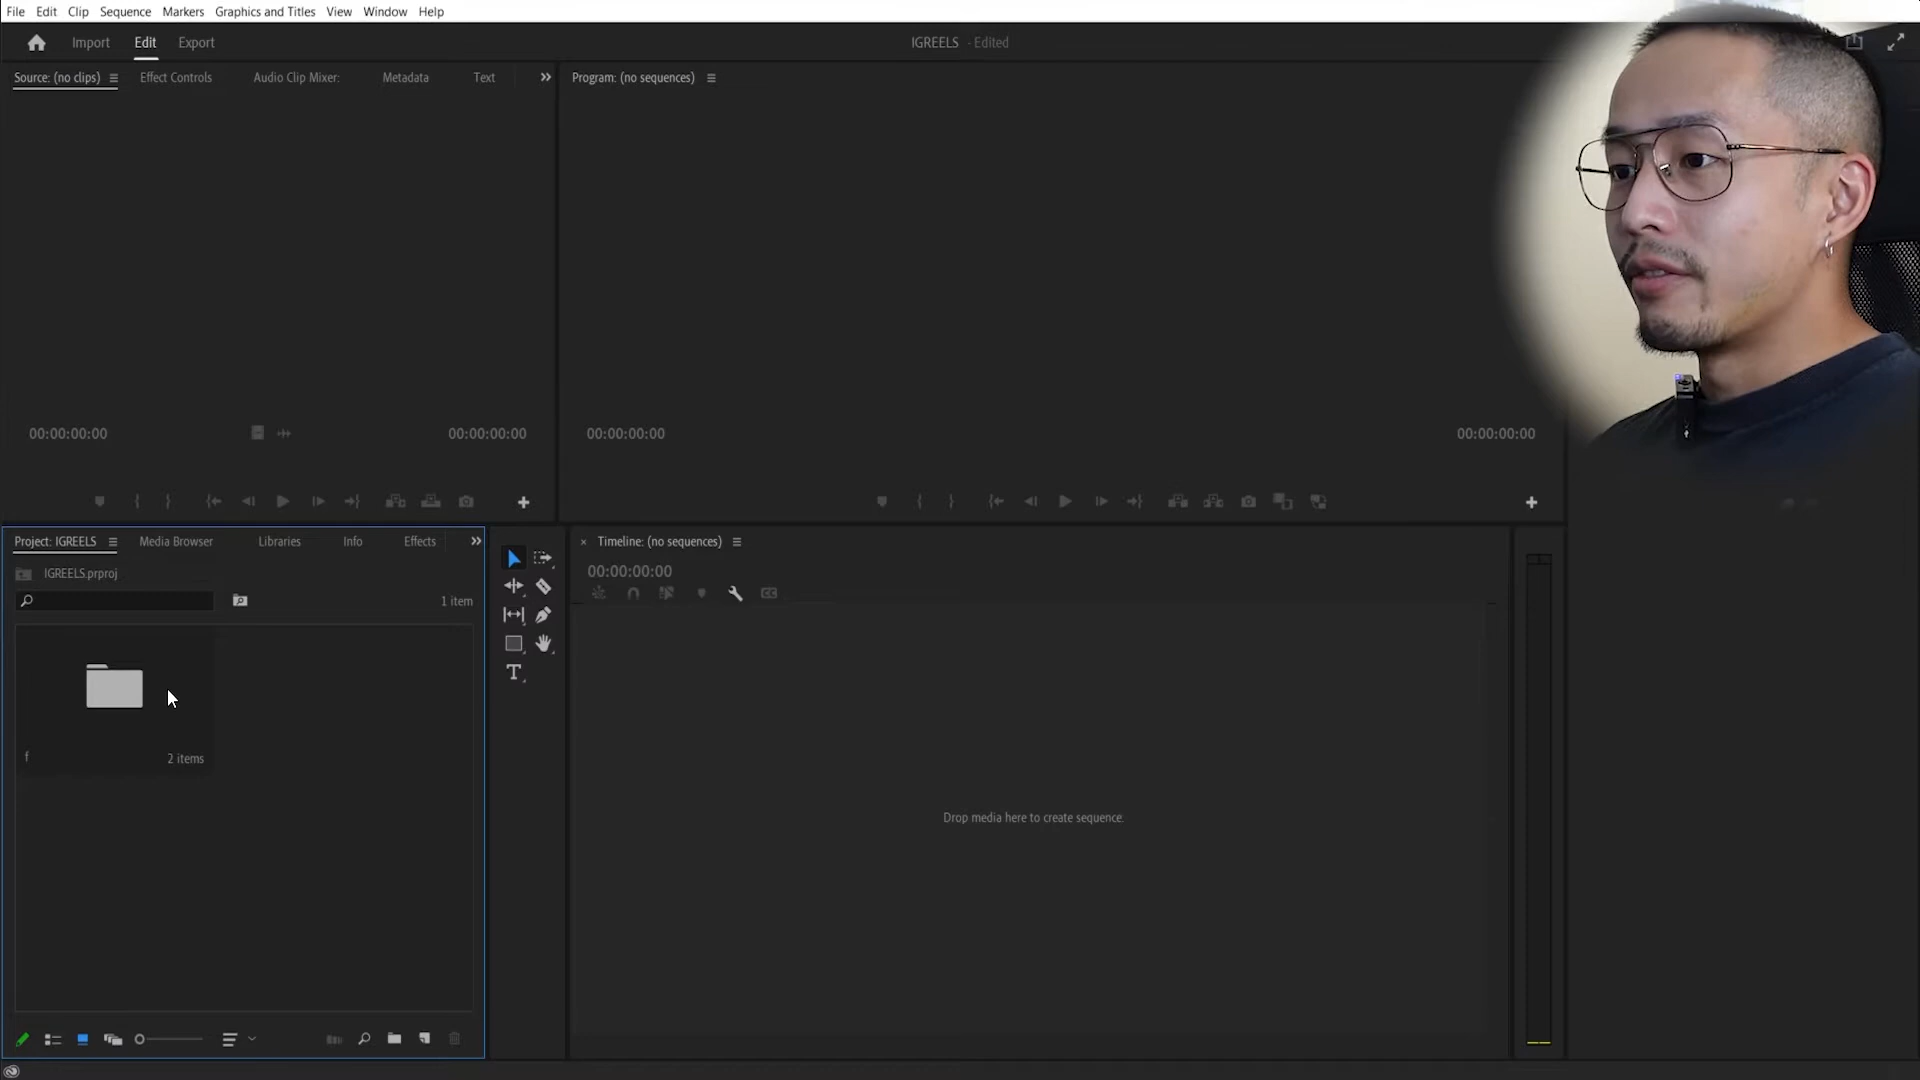 File Edit Clip Sequence Markers Graphics and Titles View Window Help
Import Edit Export
IGREELS - Edited
Source: (no clips) Effect Controls Audio Clip Mixer: Metadata Text
Program: (no sequences)
00:00:00:00 00:00:00:00
00:00:00:00 00:00:00:00
Project: IGREELS Media Browser Libraries Info Effects
IGREELS.prproj
1 item
f 2 items
Timeline: (no sequences)
00:00:00:00
CC
Drop media here to create sequence.